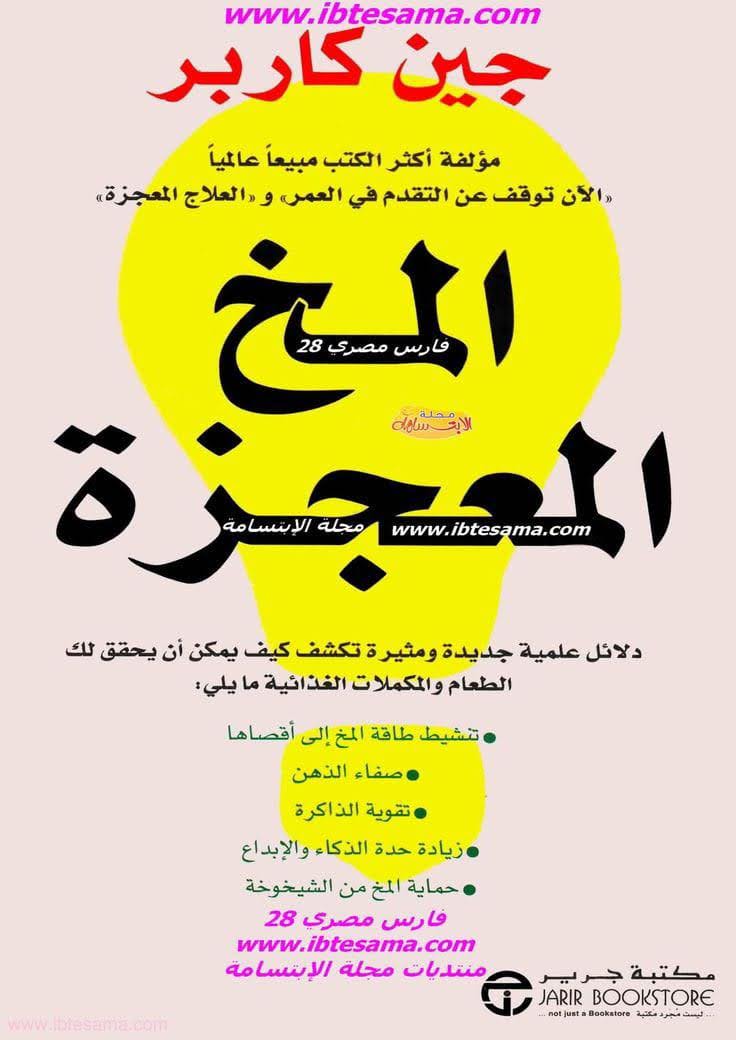 www.ibtesama.com
جين كاربر
مؤلفة أكثر الكتب مبيعاً عالمياً
«الآن توقف عن التقدم في العمر» و «العلاج المعجزة»
المخ
فارس مصري 28
مجلة
الابتسامة
المعجزة
مجلة الإبتسامة www.ibtesama.com
دلائل علمية جديدة ومثيرة تكشف كيف يمكن أن يحقق لك
الطعام والمكملات الغذائية ما يلي:
● تنشيط طاقة المخ إلى أقصاها
● صفاء الذهن
● تقوية الذاكرة
● زيادة حدة الذكاء والإبداع
● حماية المخ من الشيخوخة
فارس مصري 28
www.ibtesama.com
منتديات مجلة الإبتسامة
مكتبة جرير
JARIR BOOKSTORE
... not just a Bookstore ليست مجرد مكتبة ...
www.ibtesama.com